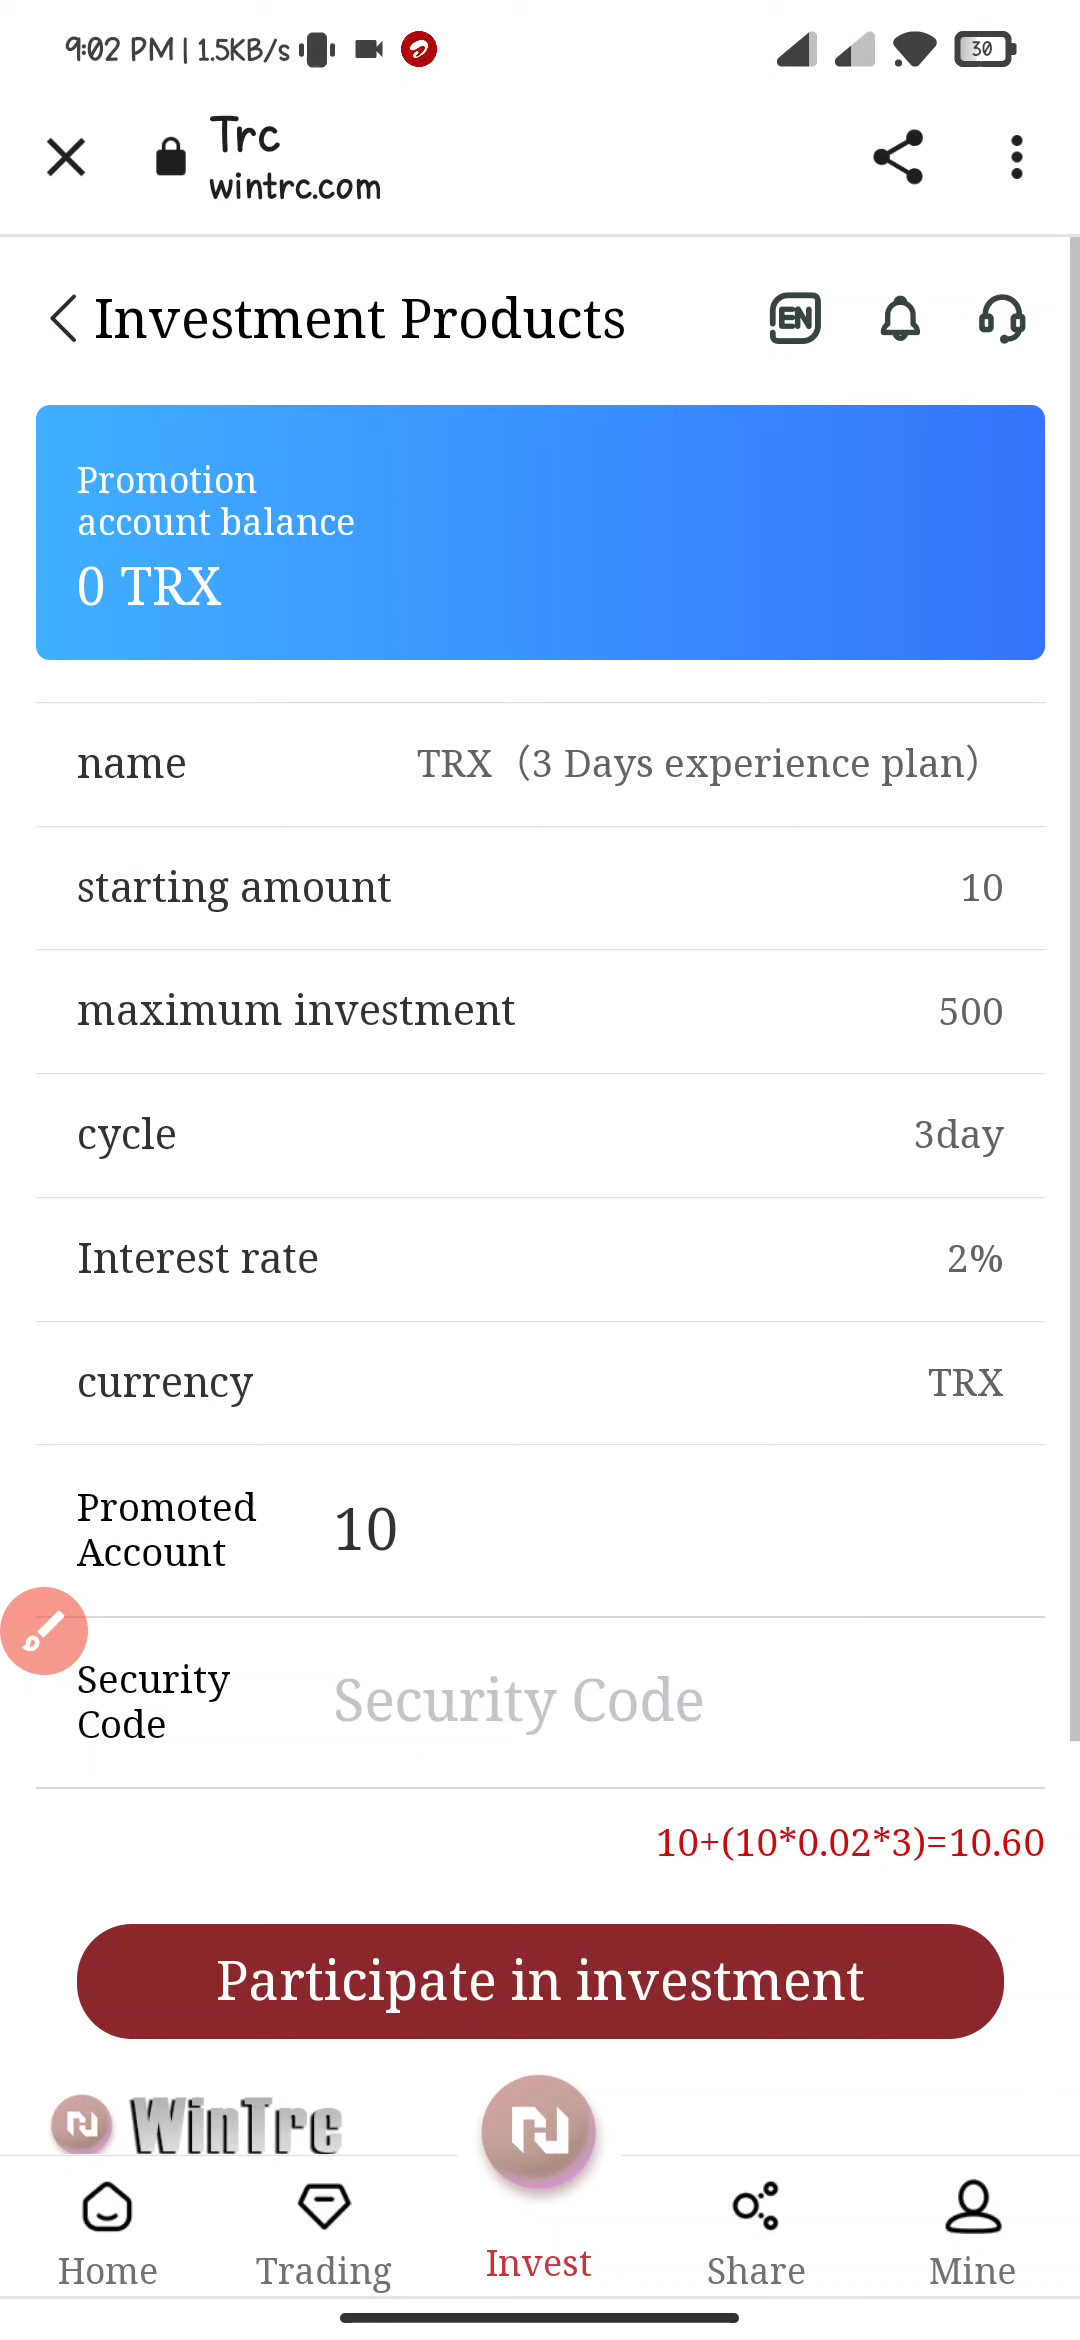 9:02 PM | 1.5KB/s
30
Trc
wintrc.com
Investment Products
EN
Promotion
account balance
0 TRX
name TRX（3 Days experience plan）
starting amount 10
maximum investment 500
cycle 3day
Interest rate 2%
currency TRX
Promoted
Account
10
Security
Code
Security Code
10+(10*0.02*3)=10.60
Participate in investment
WinTrc
Home Trading Invest Share Mine